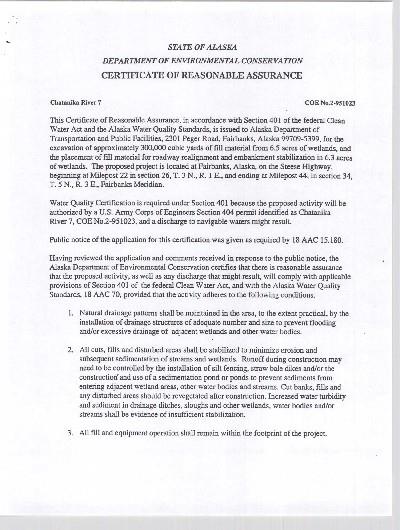 STATE OF ALASKA
DEPARTMENT OF ENVIRONMENTAL CONSERVATION
CERTIFICATE OF REASONABLE ASSURANCE
Chatanika River 7 COE No.2-951023
This Certificate of Reasonable Assurance, in accordance with Section 401 of the federal Clean
Water Act and the Alaska Water Quality Standards, is issued to Alaska Department of
Transportation and Public Facilities, 2301 Peger Road, Fairbanks, Alaska 99709-5399, for the
excavation of approximately 300,000 cubic yards of fill material from 6.5 acres of wetlands, and
the placement of fill material for roadway realignment and embankment stabilization in 6.3 acres
of wetlands. The proposed project is located at Fairbanks, Alaska, on the Steese Highway,
beginning at Milepost 22 in section 26, T. 3 N., R. 1 E., and ending at Milepost 44, in section 34,
T. 5 N., R. 3 E., Fairbanks Meridian.
Water Quality Certification is required under Section 401 because the proposed activity will be
authorized by a U.S. Army Corps of Engineers Section 404 permit identified as Chatanika
River 7, COE No.2-951023, and a discharge to navigable waters might result.
Public notice of the application for this certification was given as required by 18 AAC 15.180.
Having reviewed the application and comments received in response to the public notice, the
Alaska Department of Environmental Conservation certifies that there is reasonable assurance
that the proposed activity, as well as any discharge that might result, will comply with applicable
provisions of Section 401 of the federal Clean Water Act, and with the Alaska Water Quality
Standards, 18 AAC 70, provided that the activity adheres to the following conditions.
1. Natural drainage patterns shall be maintained in the area, to the extent practical, by the
installation of drainage structures of adequate number and size to prevent flooding
and/or excessive drainage of adjacent wetlands and other water bodies.
2. All cuts, fills and disturbed areas shall be stabilized to minimize erosion and
subsequent sedimentation of streams and wetlands. Runoff during construction may
need to be controlled by the installation of silt fencing, straw bale dikes and/or the
construction and use of a sedimentation pond or ponds to prevent sediments from
entering adjacent wetland areas, other water bodies and streams. Cut banks, fills and
any disturbed areas should be revegetated after construction. Increased water turbidity
and sediment in drainage ditches, sloughs and other wetlands, water bodies and/or
streams shall be evidence of insufficient stabilization.
3. All fill and equipment operation shall remain within the footprint of the project.